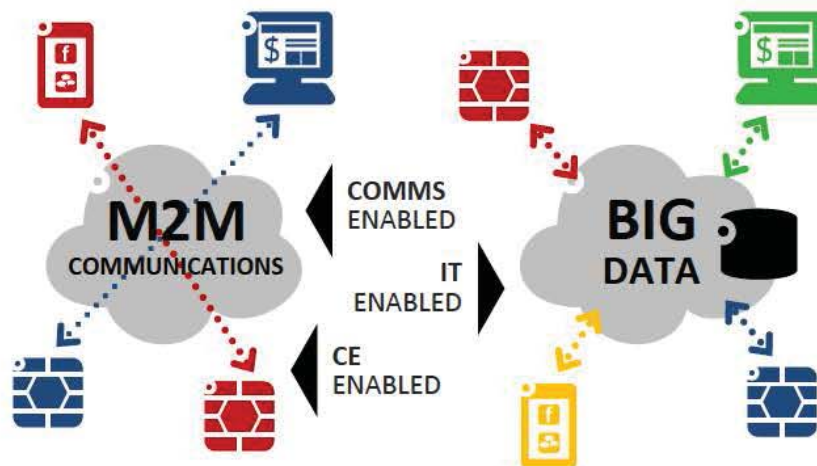 f
$
M2M
COMMUNICATIONS
COMMS
ENABLED
IT
ENABLED
CE
ENABLED
$
BIG
DATA
f